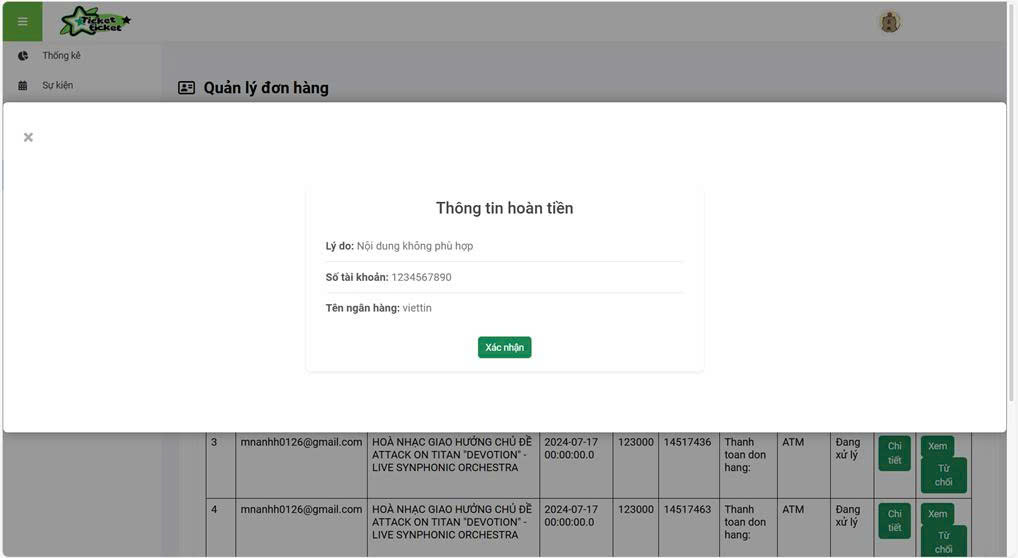 Ticket
ticket
Thống kê
Sự kiện
Quản lý đơn hàng
×
Thông tin hoàn tiền
Lý do: Nội dung không phù hợp
Số tài khoản: 1234567890
Tên ngân hàng: viettin
Xác nhận
3 mnanhh0126@gmail.com HOÀ NHẠC GIAO HƯỞNG CHỦ ĐỀ 2024-07-17 123000 14517436 Thanh ATM Đang Chi Xem
ATTACK ON TITAN "DEVOTION" - 00:00:00.0 toan don xử lý tiết Từ
LIVE SYNPHONIC ORCHESTRA hang: chối
4 mnanhh0126@gmail.com HOÀ NHẠC GIAO HƯỞNG CHỦ ĐỀ 2024-07-17 123000 14517463 Thanh ATM Đang Chi Xem
ATTACK ON TITAN "DEVOTION" - 00:00:00.0 toan don xử lý tiết Từ
LIVE SYNPHONIC ORCHESTRA hang: chối